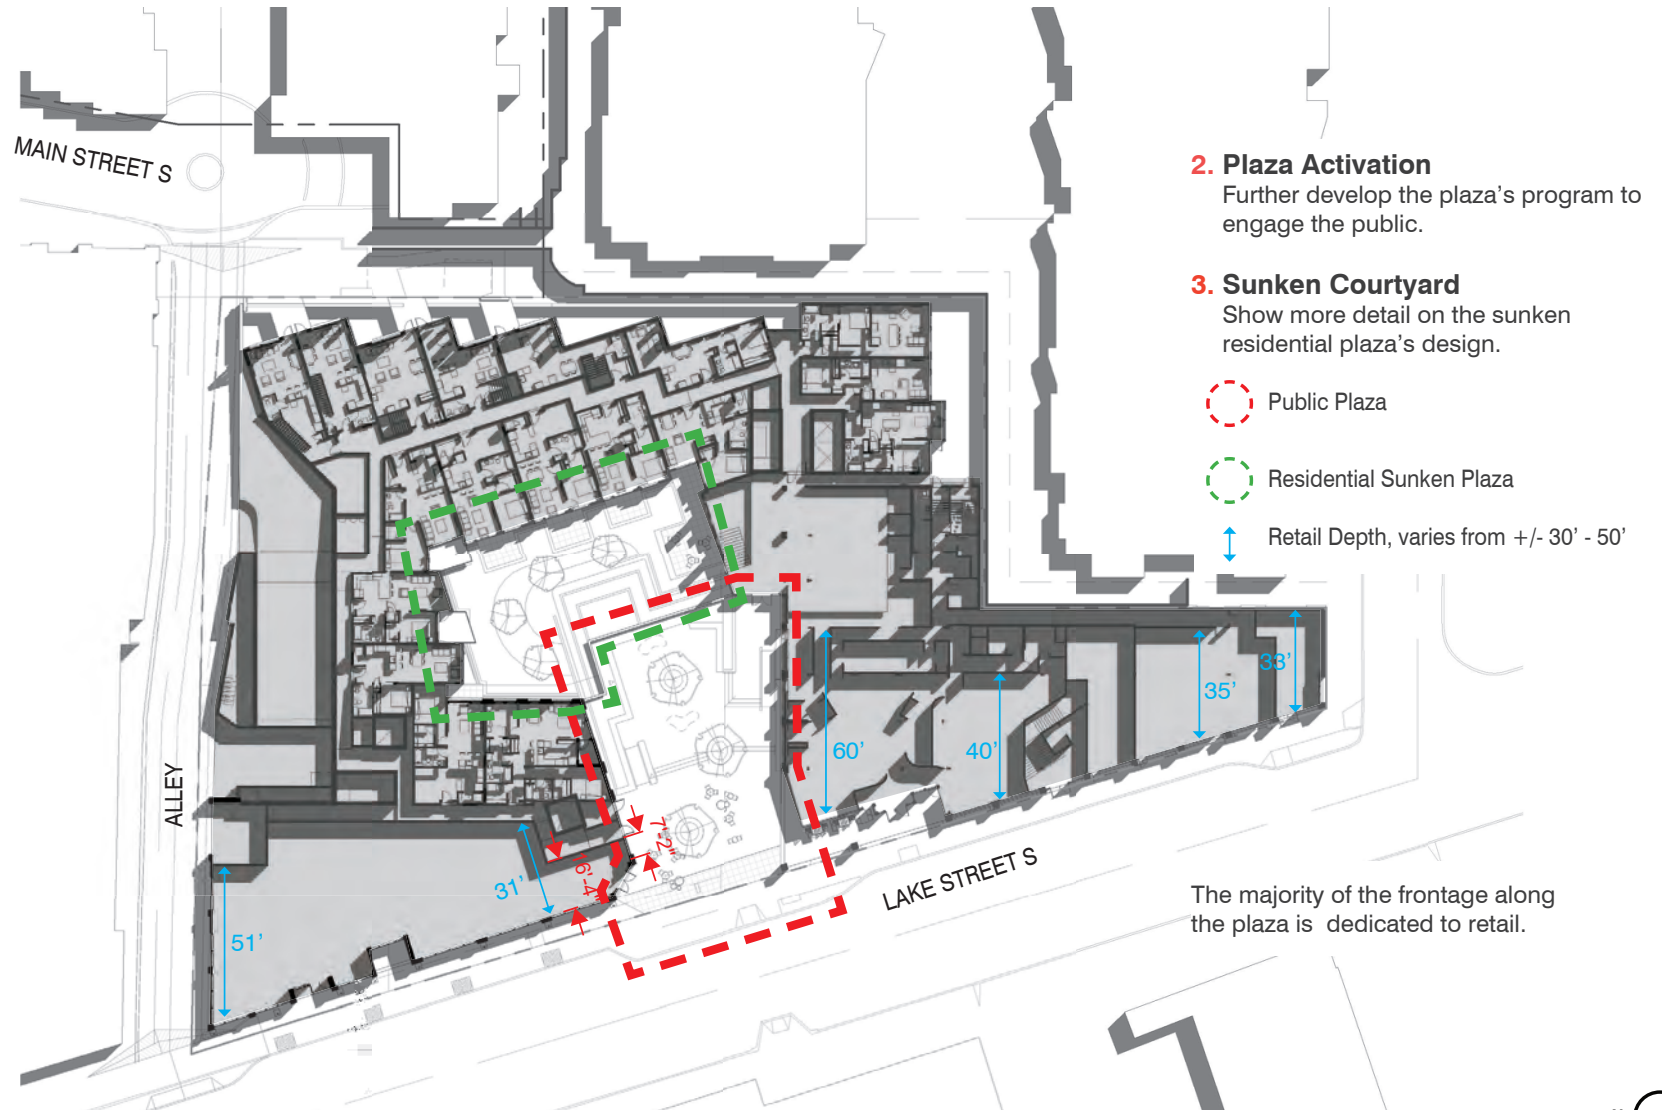 MAIN STREET S
2. Plaza Activation
Further develop the plaza’s program to
engage the public.
3. Sunken Courtyard
Show more detail on the sunken
residential plaza’s design.
Public Plaza
Residential Sunken Plaza
Retail Depth, varies from +/- 30’ - 50’
33’
35’
60’
40’
ALLEY
7’-2"
16’-4"
31’
51’
LAKE STREET S
The majority of the frontage along
the plaza is  dedicated to retail.